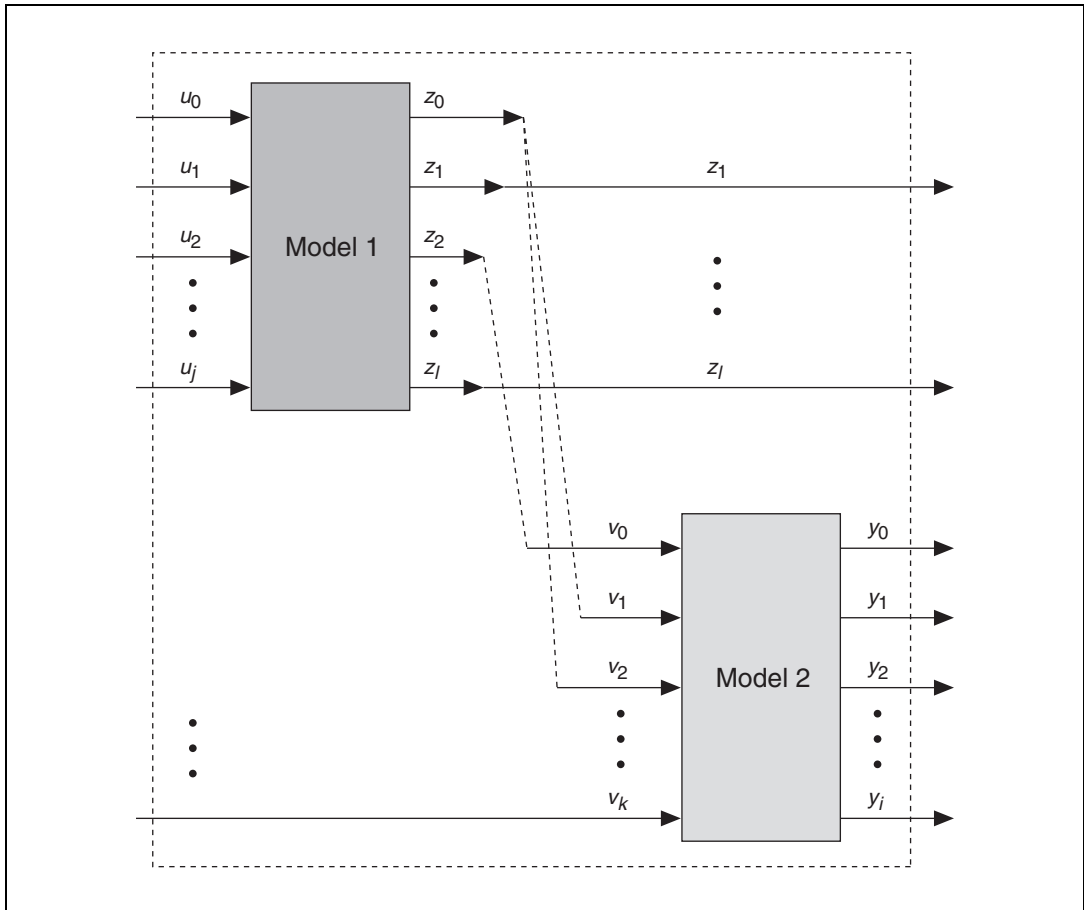 u0 z0
u1 z1 z1
u2 z2
Model 1
uj zl zl
v0 y0
v1 y1
v2 y2
Model 2
vk yi